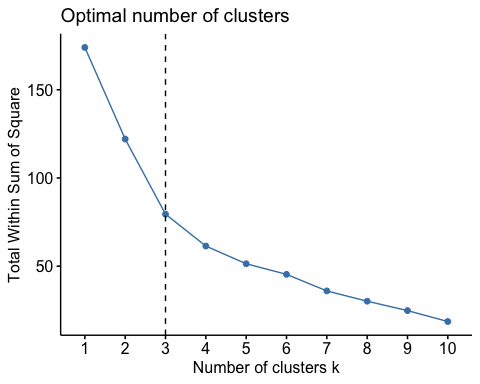 Optimal number of clusters
Total Within Sum of Square
150
100
50
1 2 3 4 5 6 7 8 9 10
Number of clusters k